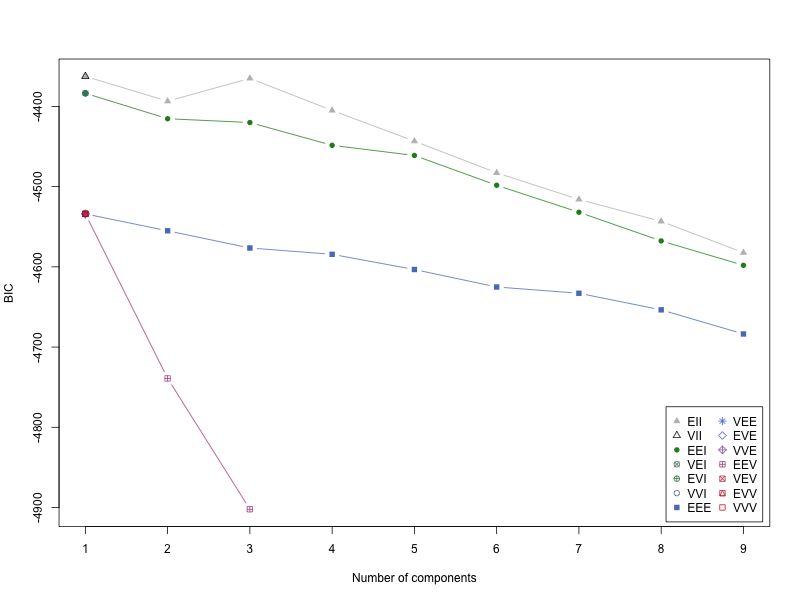 BIC
-4400
-4500
-4600
-4700
-4800
-4900
EII VEE
VII EVE
EEI VVE
VEI EEV
EVI VEV
VVI EVV
EEE VVV
1 2 3 4 5 6 7 8 9
Number of components